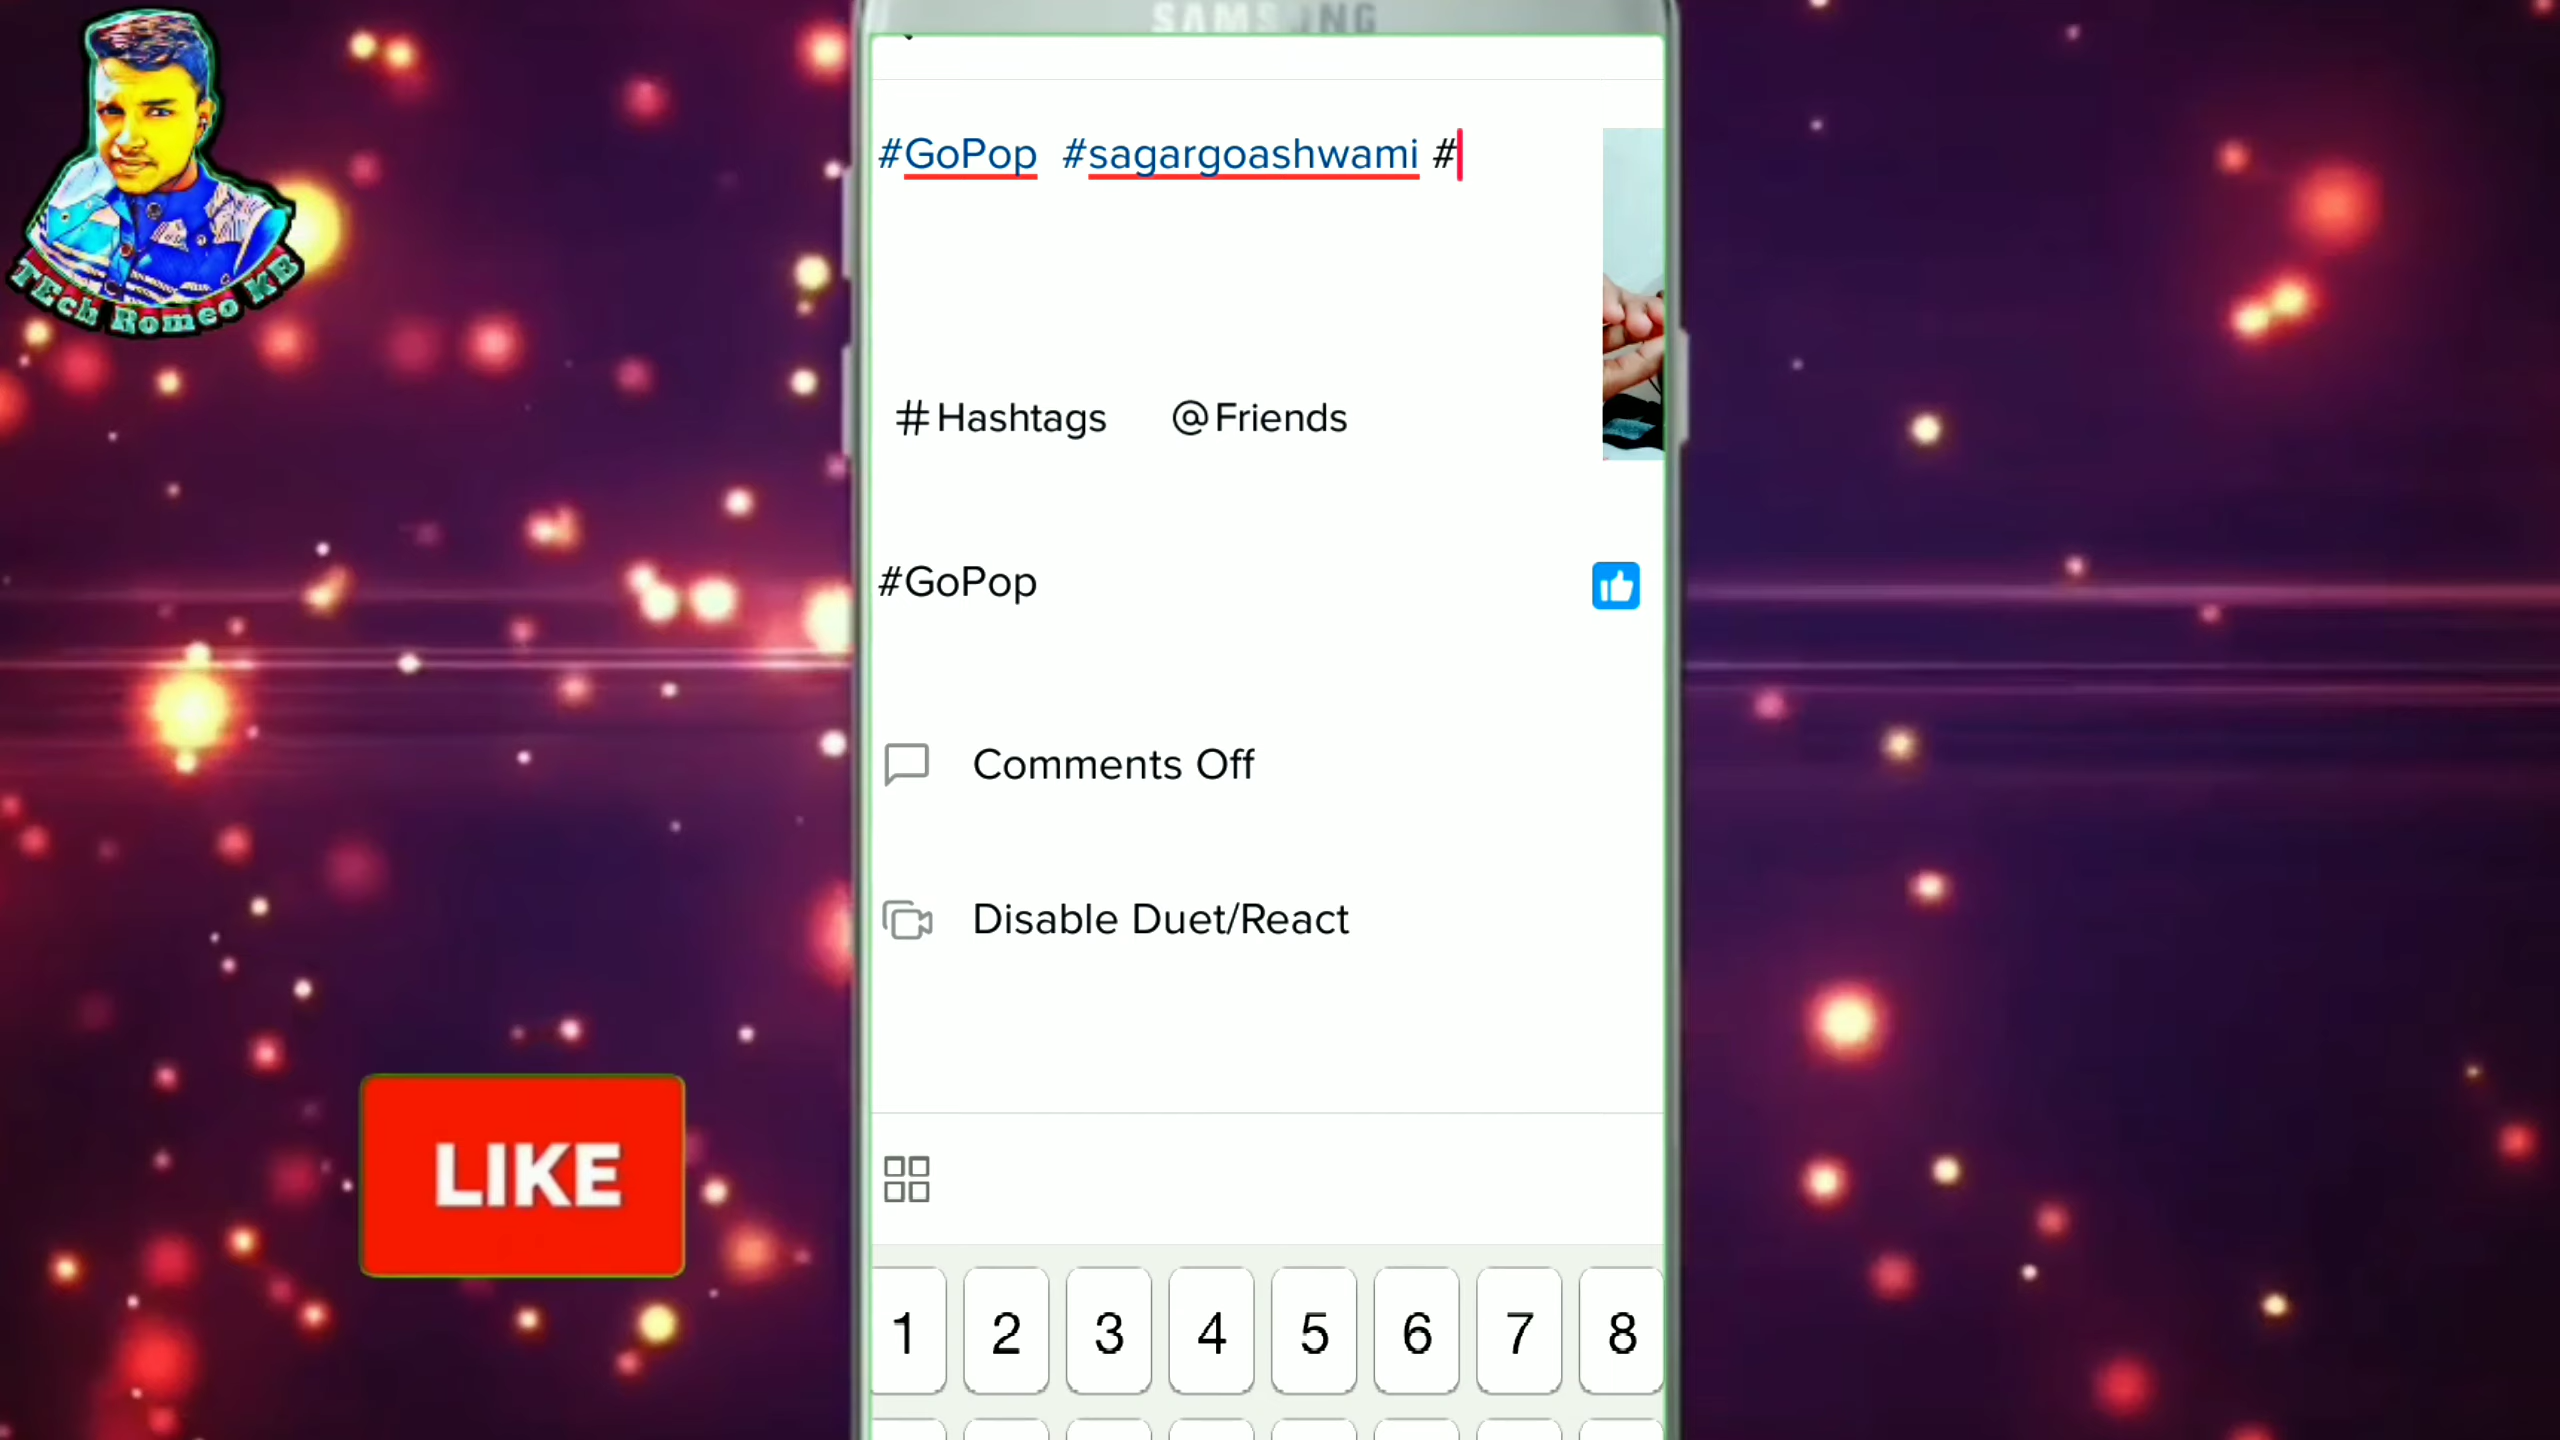 SAMSUNG
TEch Romeo KB
#GoPop #sagargoashwami #
#Hashtags @Friends
#GoPop
Comments Off
Disable Duet/React
LIKE
1 2 3 4 5 6 7 8